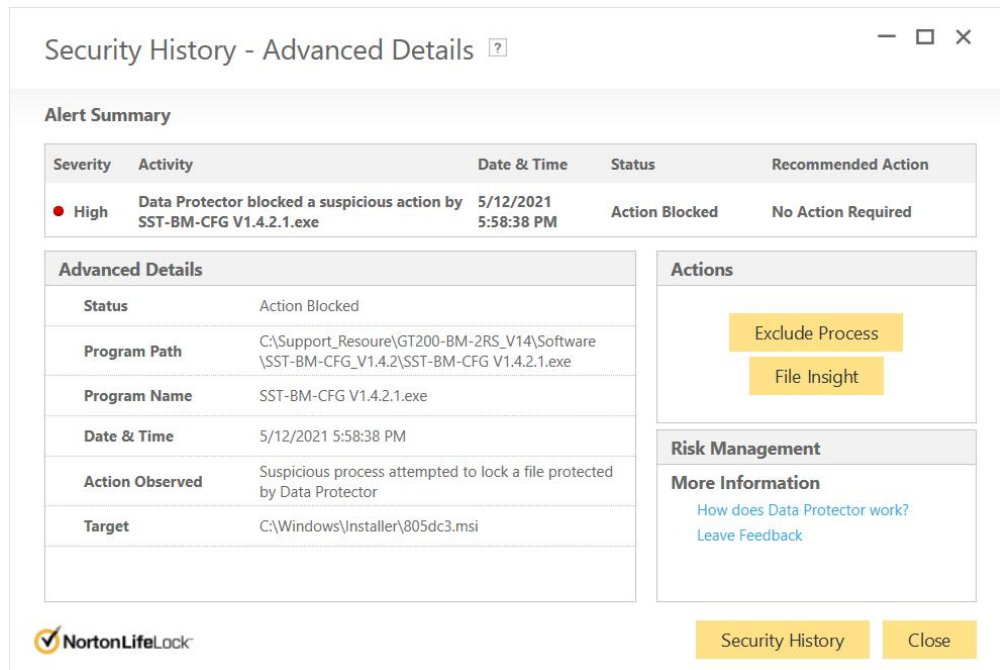 Security History - Advanced Details ?
Alert Summary
Severity Activity Date & Time Status Recommended Action
High Data Protector blocked a suspicious action by
SST-BM-CFG V1.4.2.1.exe 5/12/2021
5:58:38 PM Action Blocked No Action Required
Advanced Details
Status Action Blocked
Program Path C:\Support_Resoure\GT200-BM-2RS_V14\Software
\SST-BM-CFG_V1.4.2\SST-BM-CFG V1.4.2.1.exe
Program Name SST-BM-CFG V1.4.2.1.exe
Date & Time 5/12/2021 5:58:38 PM
Action Observed Suspicious process attempted to lock a file protected
by Data Protector
Target C:\Windows\Installer\805dc3.msi
Actions
Exclude Process
File Insight
Risk Management
More Information
How does Data Protector work?
Leave Feedback
NortonLifeLock
Security History Close